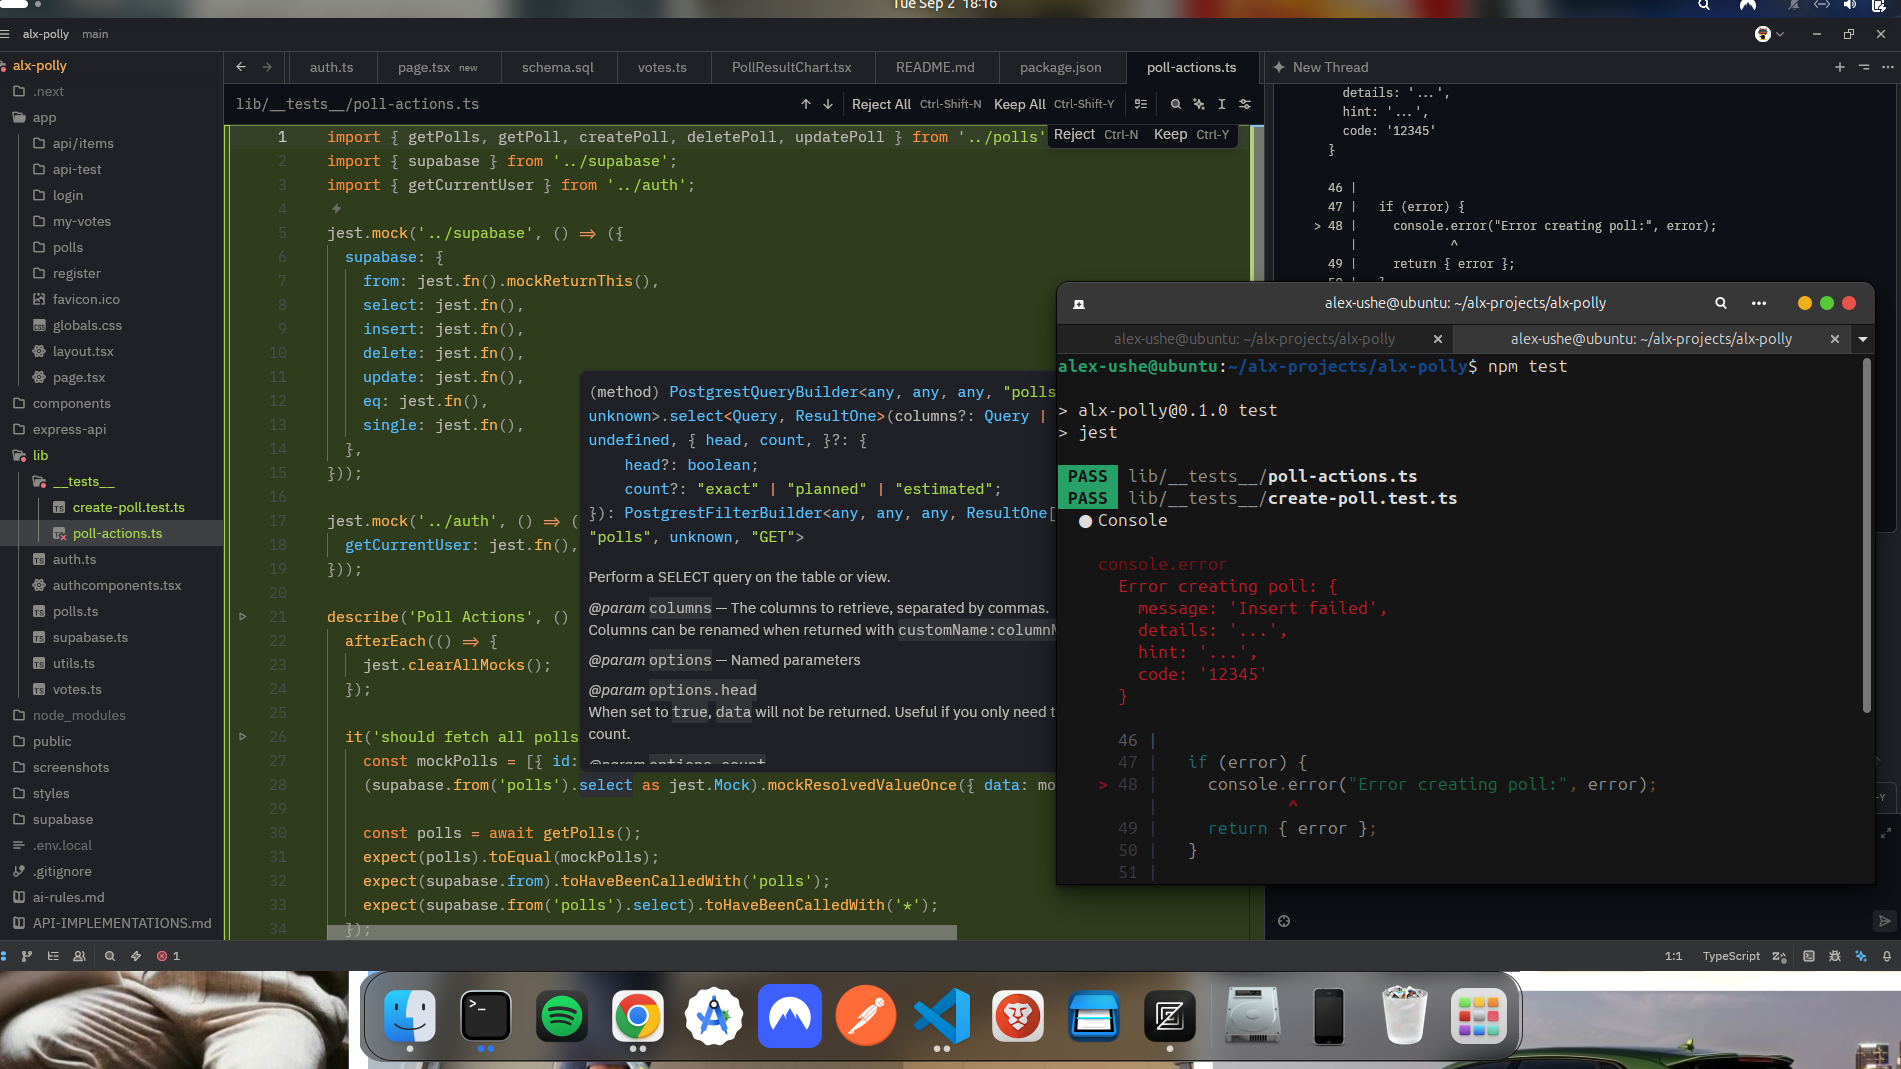 Tue Sep 2 18:16
alx-polly main
alx-polly
.next
app
api/items
api-test
login
my-votes
polls
register
favicon.ico
globals.css
layout.tsx
page.tsx
components
express-api
lib
__tests__
create-poll.test.ts
poll-actions.ts
auth.ts
authcomponents.tsx
polls.ts
supabase.ts
utils.ts
votes.ts
node_modules
public
screenshots
styles
supabase
.env.local
.gitignore
ai-rules.md
API-IMPLEMENTATIONS.md
auth.ts page.tsx new schema.sql votes.ts PollResultChart.tsx README.md package.json poll-actions.ts
lib/__tests__/poll-actions.ts Reject All Ctrl-Shift-N Keep All Ctrl-Shift-Y
Reject Ctrl-N Keep Ctrl-Y
1 import { getPolls, getPoll, createPoll, deletePoll, updatePoll } from '../polls'
2 import { supabase } from '../supabase';
3 import { getCurrentUser } from '../auth';
4
5 jest.mock('../supabase', () => ({
6 supabase: {
7 from: jest.fn().mockReturnThis(),
8 select: jest.fn(),
9 insert: jest.fn(),
10 delete: jest.fn(),
11 update: jest.fn(),
12 eq: jest.fn(),
13 single: jest.fn(),
14 },
15 }));
16
17 jest.mock('../auth', () => (
18 getCurrentUser: jest.fn(),
19 }));
20
21 describe('Poll Actions', ()
22 afterEach(() => {
23 jest.clearAllMocks();
24 });
25
26 it('should fetch all polls
27 const mockPolls = [{ id:
28 (supabase.from('polls').select as jest.Mock).mockResolvedValueOnce({ data: mo
29
30 const polls = await getPolls();
31 expect(polls).toEqual(mockPolls);
32 expect(supabase.from).toHaveBeenCalledWith('polls');
33 expect(supabase.from('polls').select).toHaveBeenCalledWith('*');
34 });
(method) PostgrestQueryBuilder<any, any, any, "polls
unknown>.select<Query, ResultOne>(columns?: Query |
undefined, { head, count, }?: {
head?: boolean;
count?: "exact" | "planned" | "estimated";
}): PostgrestFilterBuilder<any, any, any, ResultOne[
"polls", unknown, "GET">
Perform a SELECT query on the table or view.
@param columns — The columns to retrieve, separated by commas.
Columns can be renamed when returned with customName:column
@param options — Named parameters
@param options.head
When set to true, data will not be returned. Useful if you only need t
count.
@param options.count
New Thread
details: '...',
hint: '...',
code: '12345'
}
46 |
47 | if (error) {
> 48 | console.error("Error creating poll:", error);
| ^
49 | return { error };
alex-ushe@ubuntu: ~/alx-projects/alx-polly
alex-ushe@ubuntu: ~/alx-projects/alx-polly
alex-ushe@ubuntu: ~/alx-projects/alx-polly
alex-ushe@ubuntu:~/alx-projects/alx-polly$ npm test
> alx-polly@0.1.0 test
> jest
PASS lib/__tests__/poll-actions.ts
PASS lib/__tests__/create-poll.test.ts
● Console
console.error
Error creating poll: {
message: 'Insert failed',
details: '...',
hint: '...',
code: '12345'
}
46 |
47 | if (error) {
> 48 | console.error("Error creating poll:", error);
| ^
49 | return { error };
50 | }
51 |
1 1:1 TypeScript